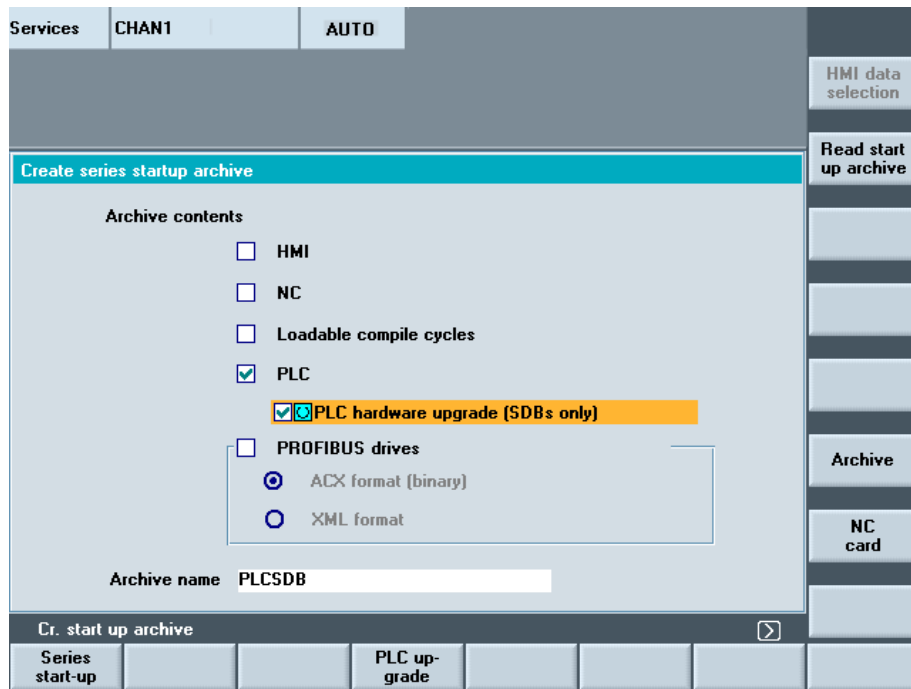 Services CHAN1 AUTO
HMI data
selection
Read start
up archive
Create series startup archive
Archive contents
HMI
NC
Loadable compile cycles
PLC
PLC hardware upgrade (SDBs only)
PROFIBUS drives
ACX format (binary)
XML format
Archive
NC
card
Archive name PLCSDB
Cr. start up archive
Series
start-up
PLC up-
grade